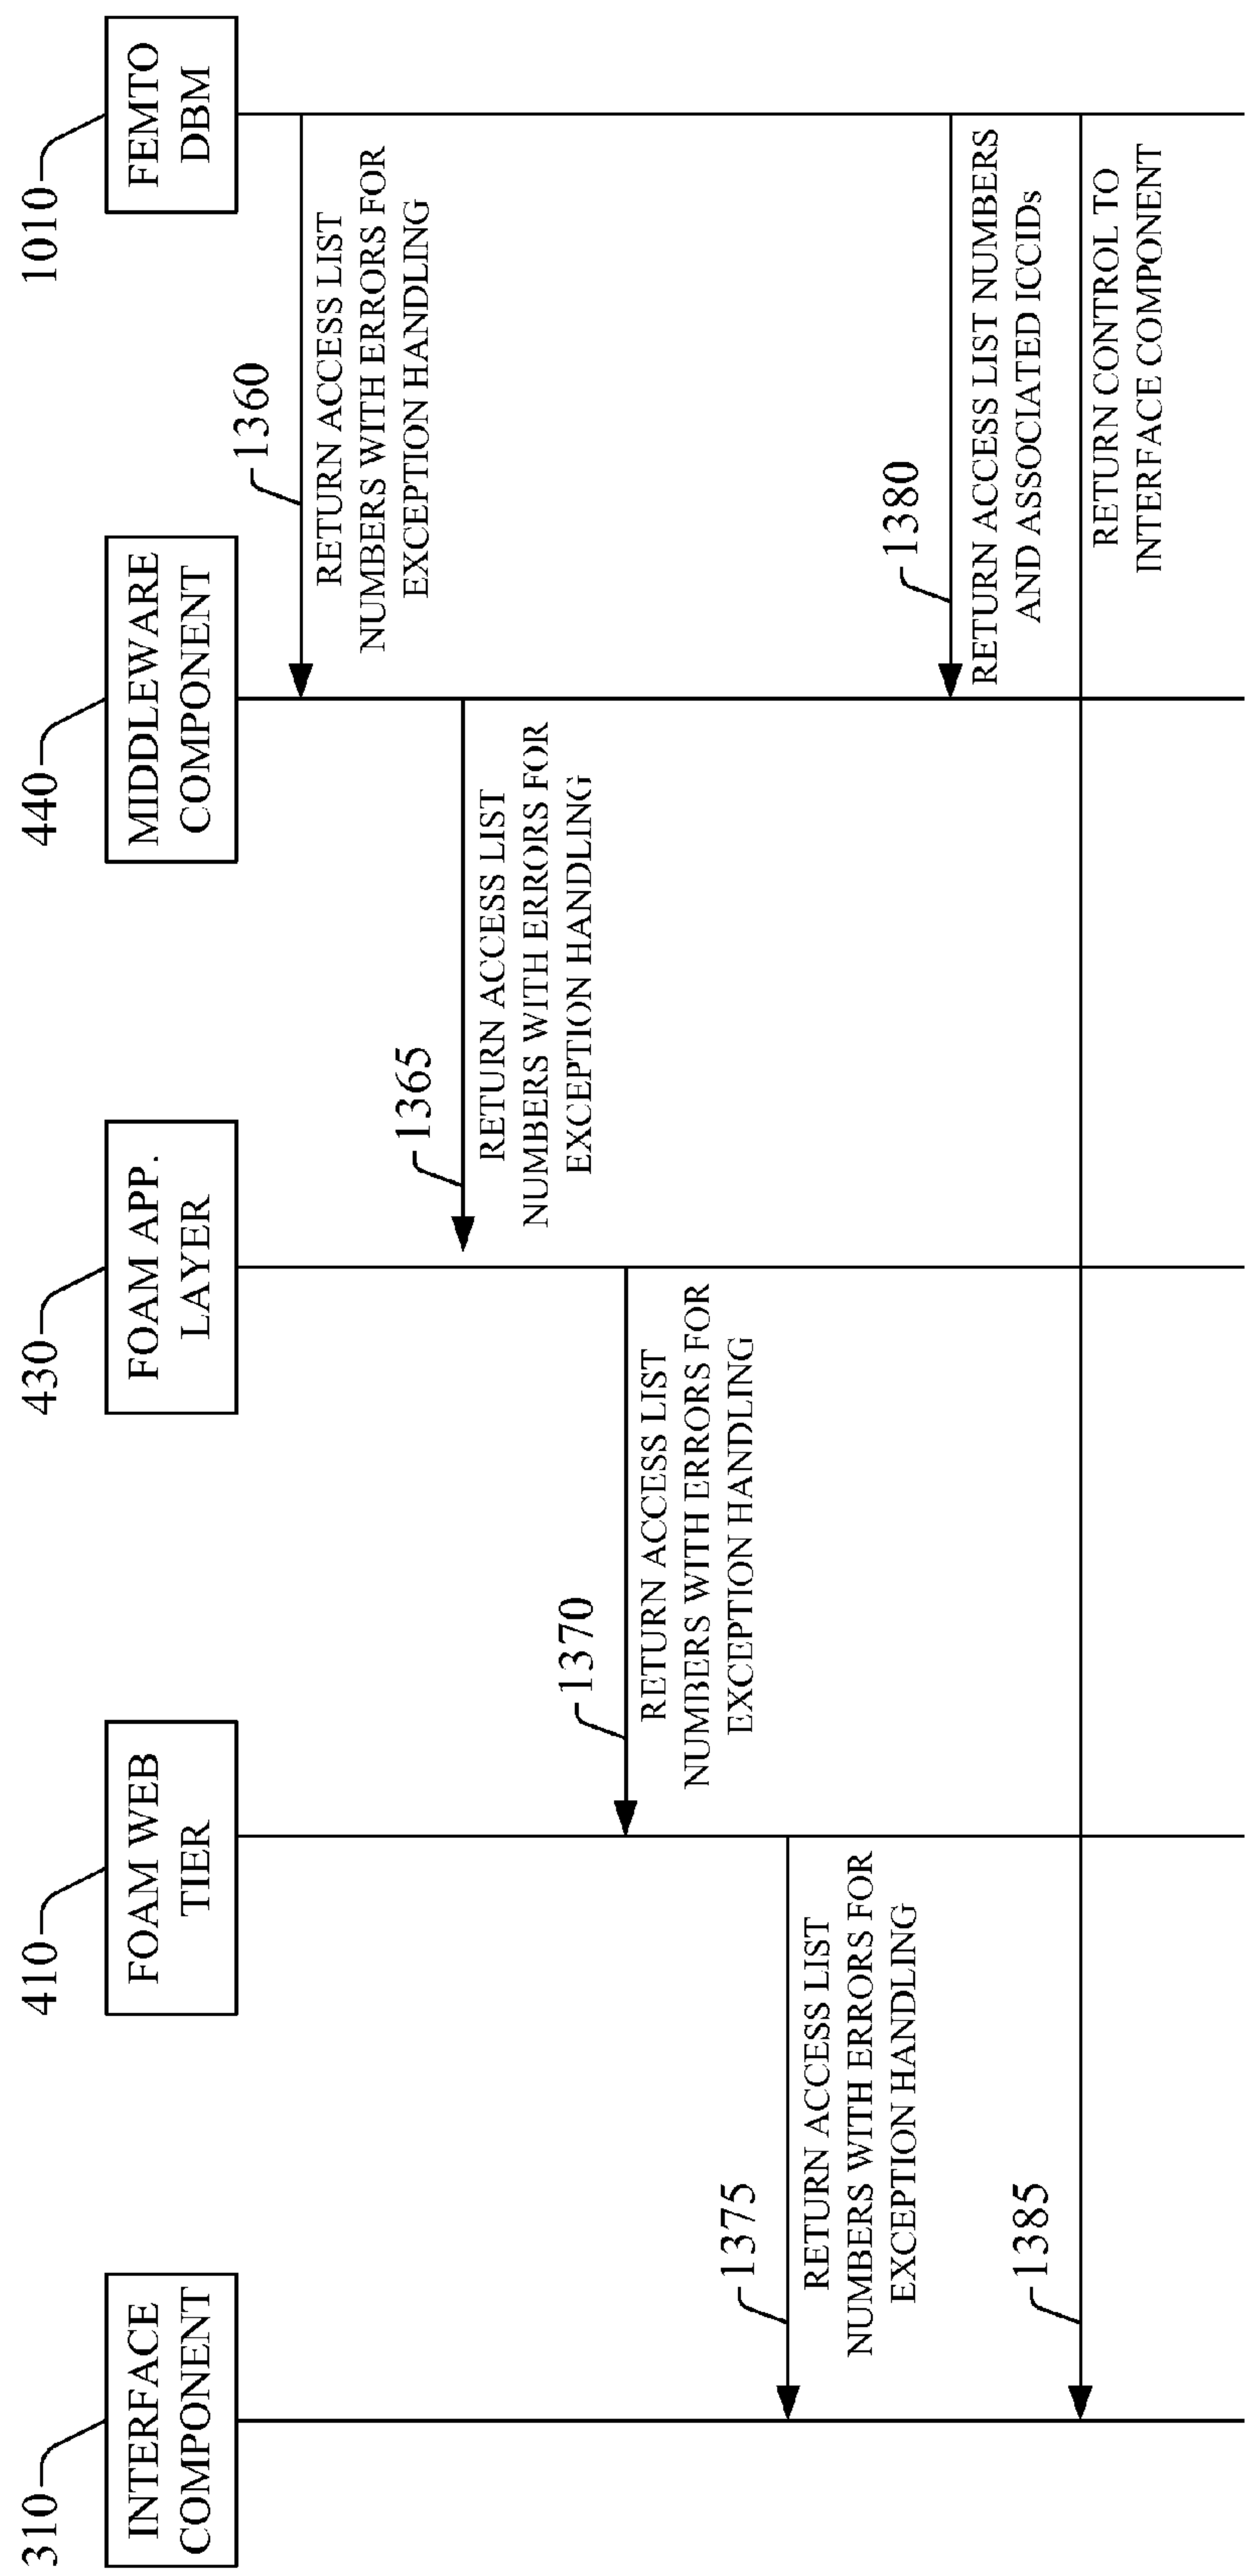 310
INTERFACE
COMPONENT
410
FOAM WEB
TIER
430
FOAM APP.
LAYER
440
MIDDLEWARE
COMPONENT
1010
FEMTO
DBM
1360
RETURN ACCESS LIST
NUMBERS WITH ERRORS FOR
EXCEPTION HANDLING
1365
RETURN ACCESS LIST
NUMBERS WITH ERRORS FOR
EXCEPTION HANDLING
1370
RETURN ACCESS LIST
NUMBERS WITH ERRORS FOR
EXCEPTION HANDLING
1375
RETURN ACCESS LIST
NUMBERS WITH ERRORS FOR
EXCEPTION HANDLING
1380
RETURN ACCESS LIST NUMBERS
AND ASSOCIATED ICCIDs
1385
RETURN CONTROL TO
INTERFACE COMPONENT